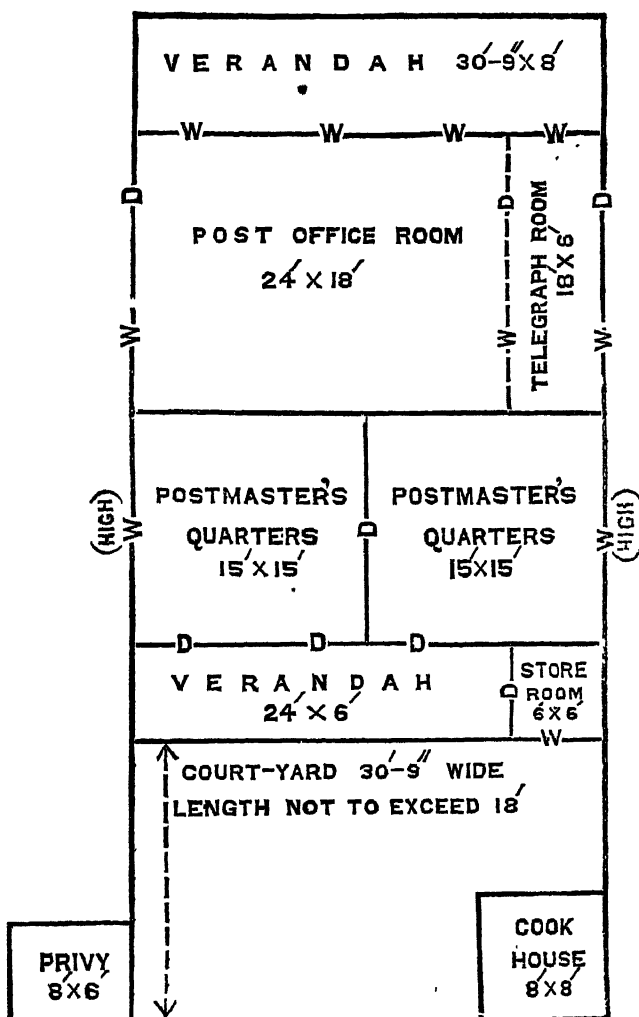 VERANDAH 30'-9"X8'
W W W W
D D D
POST OFFICE ROOM
24' X 18'
TELEGRAPH ROOM
18'X6'
W W W
POSTMASTER'S
QUARTERS
15'X15'
POSTMASTER'S
QUARTERS
15'X15'
(HIGH)
W D W
(HIGH)
D D D
VERANDAH
24' X 6'
D
STORE
ROOM
6'X6'
W
COURT-YARD 30'-9" WIDE
LENGTH NOT TO EXCEED 18'
PRIVY
8'X6'
COOK
HOUSE
8'X8'